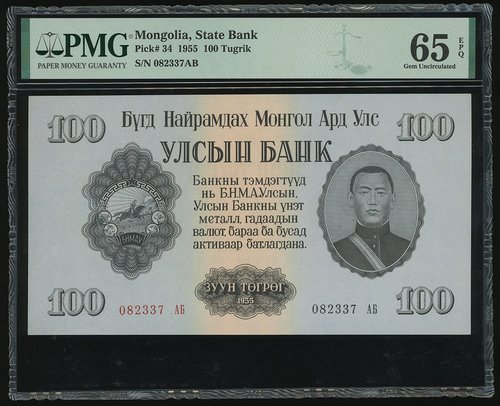 PMG
PAPER MONEY GUARANTY
Mongolia, State Bank
Pick# 34 1955 100 Tugrik
S/N 082337AB
65 EPQ
Gem Uncirculated
100 Бүгд Найрамдах Монгол Ард Улс 100
УЛСЫН БАНК
Банкны тэмдэгтүүд
нь Б.Н.М.А.Улсын.
Улсын Банкны үнэт
металл, гадаадын
валют, бараа ба бусад
активаар батлагдана.
БНМАУ
ЗУУН ТӨГРӨГ
1955
100 082337 АБ 082337 АБ 100